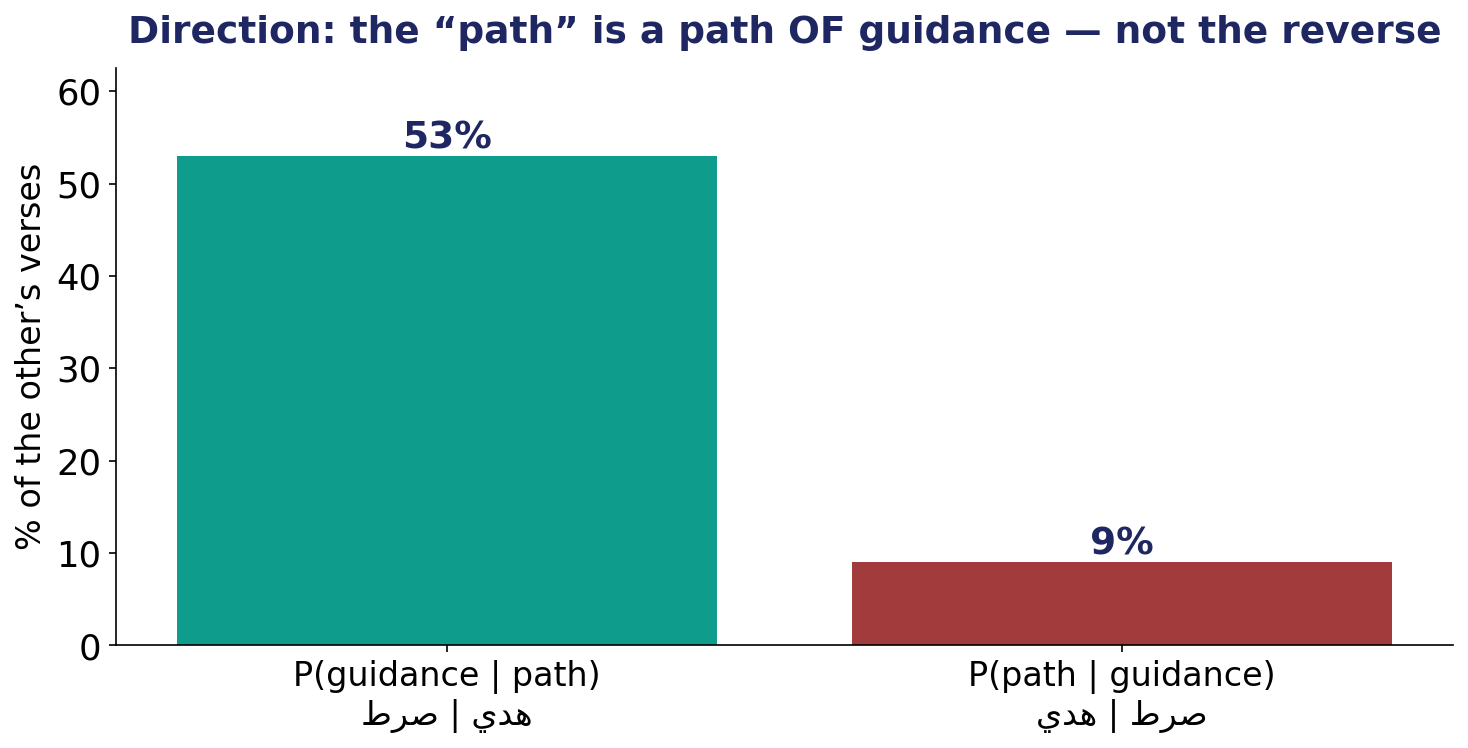 Direction: the “path” is a path OF guidance — not the reverse
% of the other’s verses
60
50
40
30
20
10
0
53%
9%
P(guidance | path)
هدي | صرط
P(path | guidance)
صرط | هدي